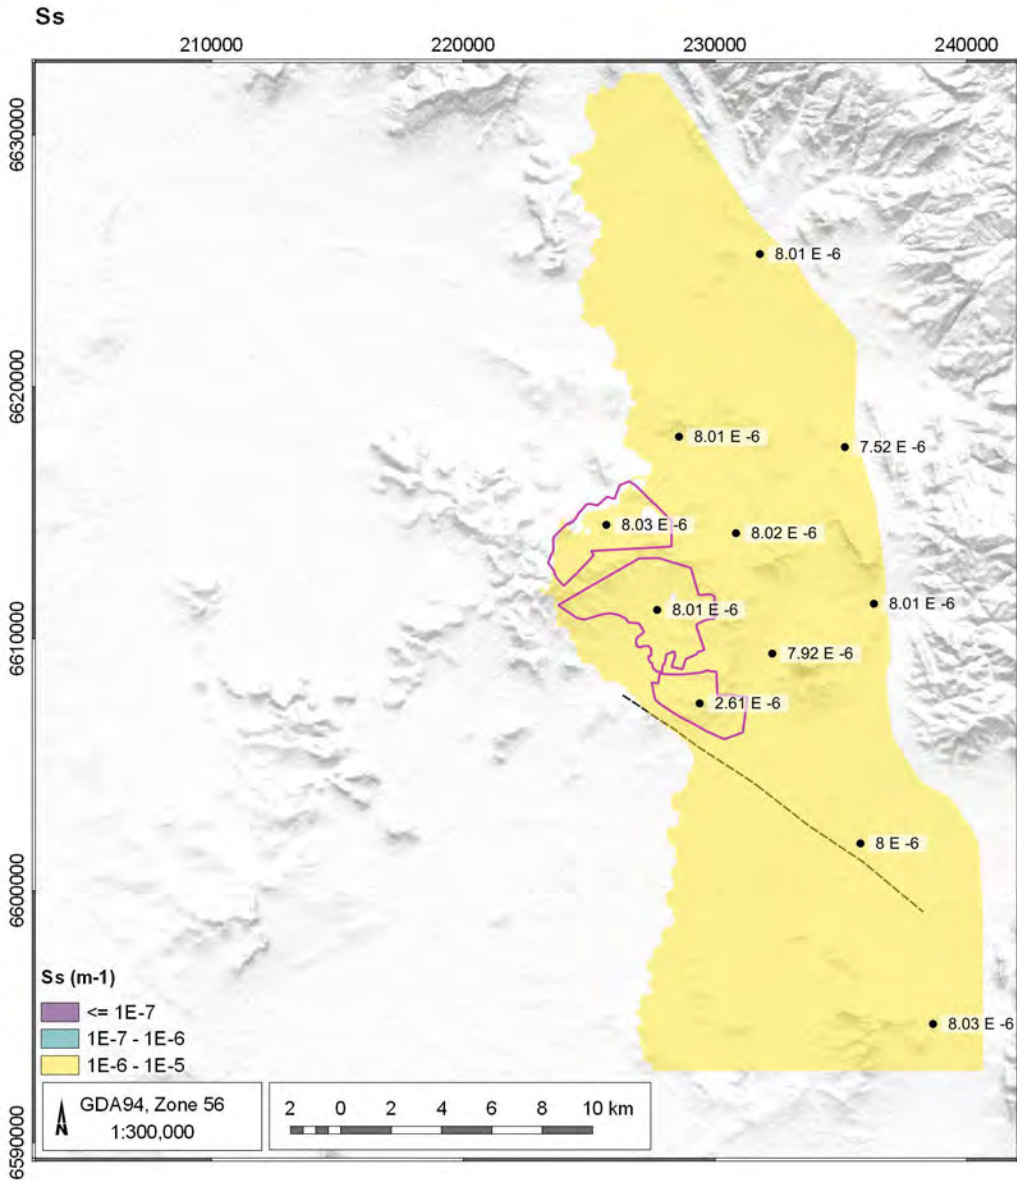 Ss
210000 220000 230000 240000
6630000
8.01 E -6
6620000
8.01 E -6
7.52 E -6
8.03 E -6
8.02 E -6
8.01 E -6
8.01 E -6
6610000
7.92 E -6
2.61 E -6
8 E -6
6600000
Ss (m-1)
<= 1E-7
8.03 E -6
1E-7 - 1E-6
1E-6 - 1E-5
N
GDA94, Zone 56
1:300,000
2 0 2 4 6 8 10 km
6590000